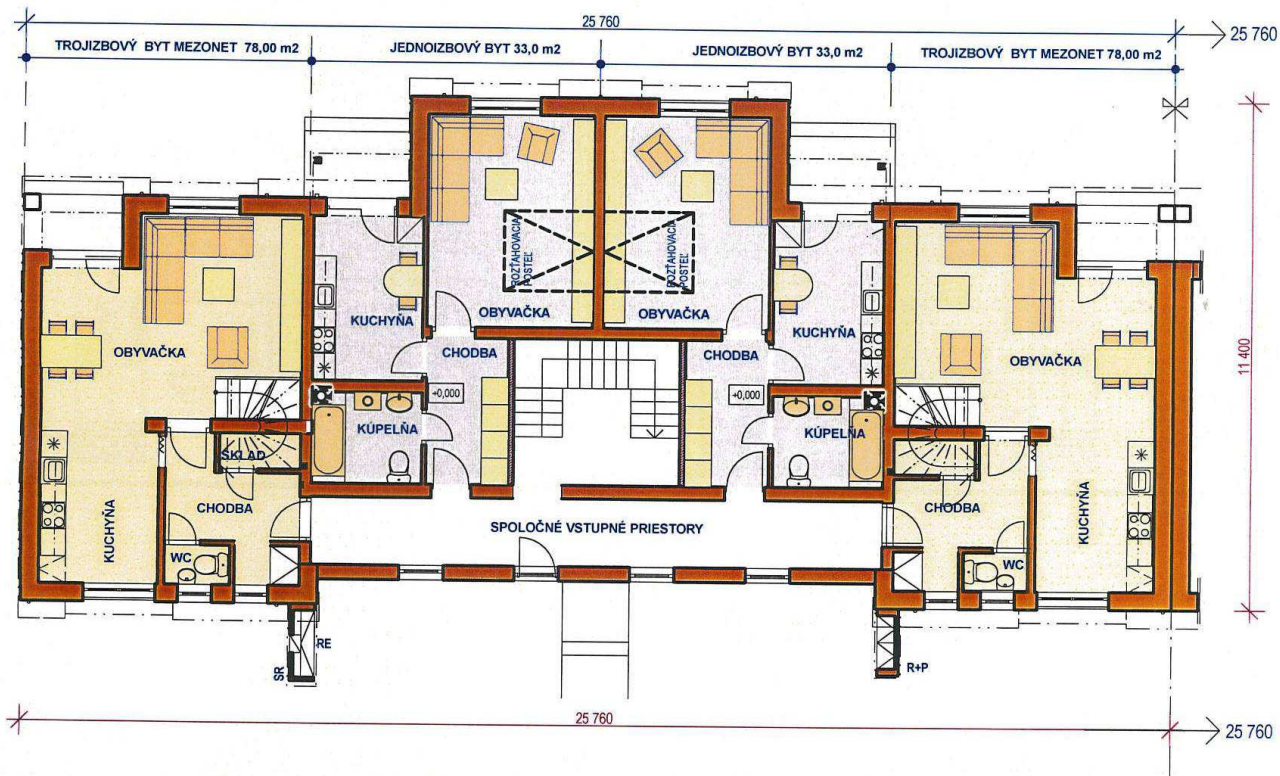 25 760
25 760
TROJIZBOVÝ BYT MEZONET 78,00 m2
JEDNOIZBOVÝ BYT 33,0 m2
JEDNOIZBOVÝ BYT 33,0 m2
TROJIZBOVÝ BYT MEZONET 78,00 m2
ROZŤAHOVACIA
POSTEĽ
ROZŤAHOVACIA
POSTEĽ
KUCHYŇA
OBYVAČKA
OBYVAČKA
KUCHYŇA
OBYVAČKA
CHODBA
CHODBA
OBYVAČKA
11 400
+0,000
+0,000
KÚPELŇA
KÚPELŇA
SKLAD
KUCHYŇA
CHODBA
SPOLOČNÉ VSTUPNÉ PRIESTORY
CHODBA
KUCHYŇA
WC
WC
RE
SR
R+P
25 760
25 760